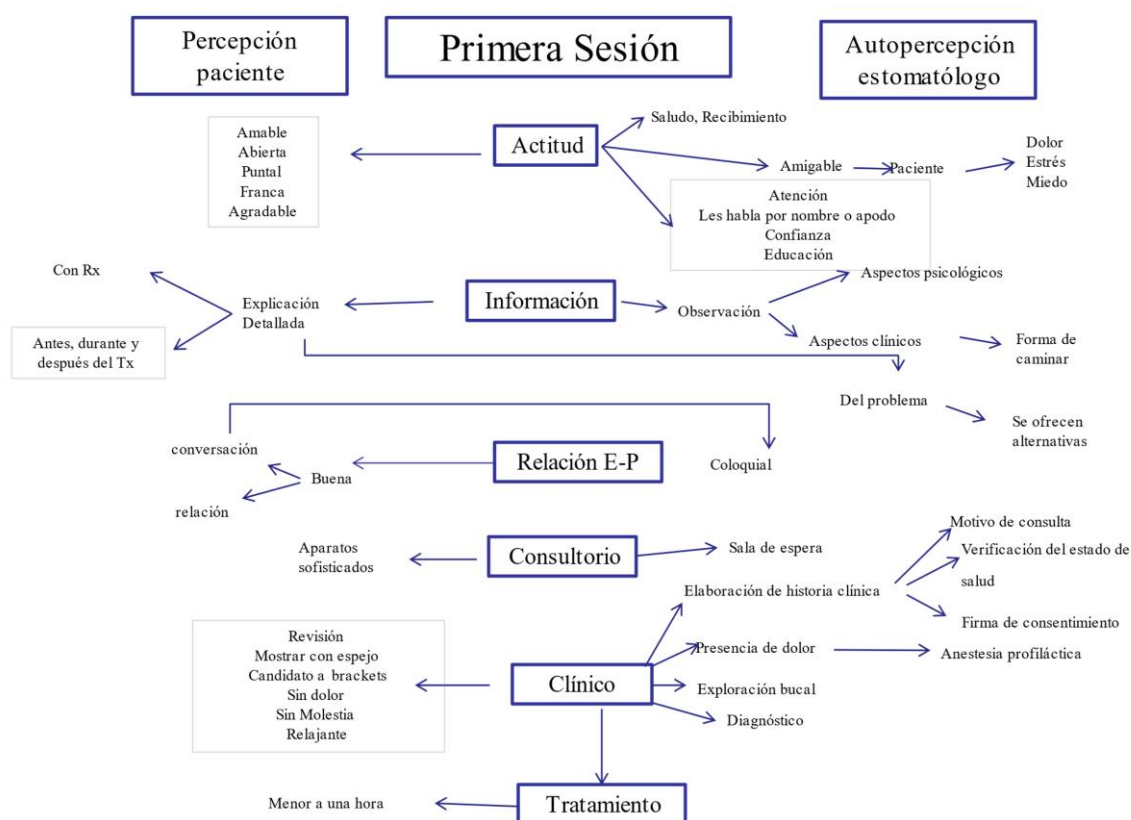 Percepción
paciente
Primera Sesión
Autopercepción
estomatólogo
Amable
Abierta
Puntal
Franca
Agradable
Actitud
Saludo, Recibimiento
Amigable
Paciente
Dolor
Estrés
Miedo
Atención
Les habla por nombre o apodo
Confianza
Educación
Con Rx
Explicación
Detallada
Antes, durante y
después del Tx
Información
Observación
Aspectos psicológicos
Aspectos clínicos
Forma de
caminar
Del problema
Se ofrecen
alternativas
conversación
Buena
relación
Relación E-P
Coloquial
Aparatos
sofisticados
Consultorio
Sala de espera
Elaboración de historia clínica
Motivo de consulta
Verificación del estado de
salud
Firma de consentimiento
Revisión
Mostrar con espejo
Candidato a brackets
Sin dolor
Sin Molestia
Relajante
Clínico
Presencia de dolor
Anestesia profiláctica
Exploración bucal
Diagnóstico
Menor a una hora
Tratamiento